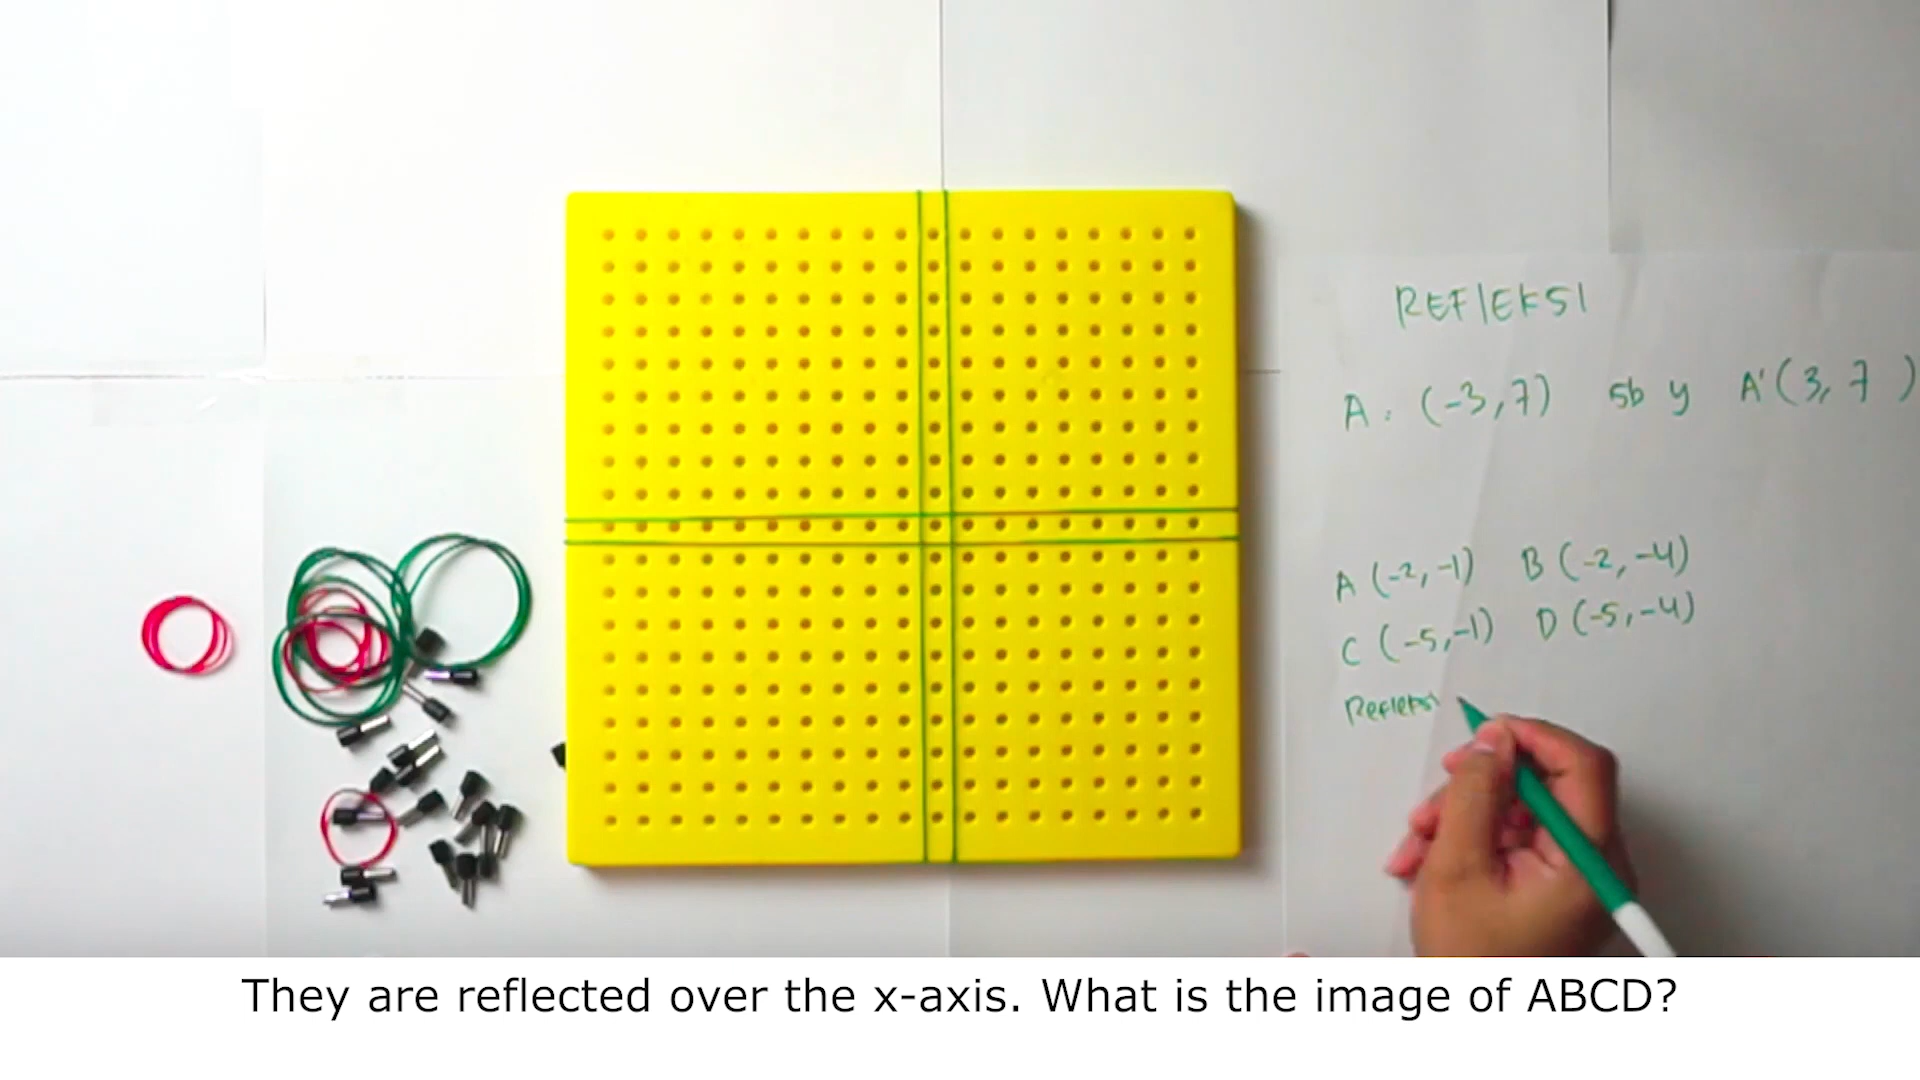 REFLEKSI
A : (-3,7) sb y A'(3, 7 )
A (-2,-1) B (-2,-4)
C (-5,-1) D (-5,-4)
Refleksi
They are reflected over the x-axis. What is the image of ABCD?